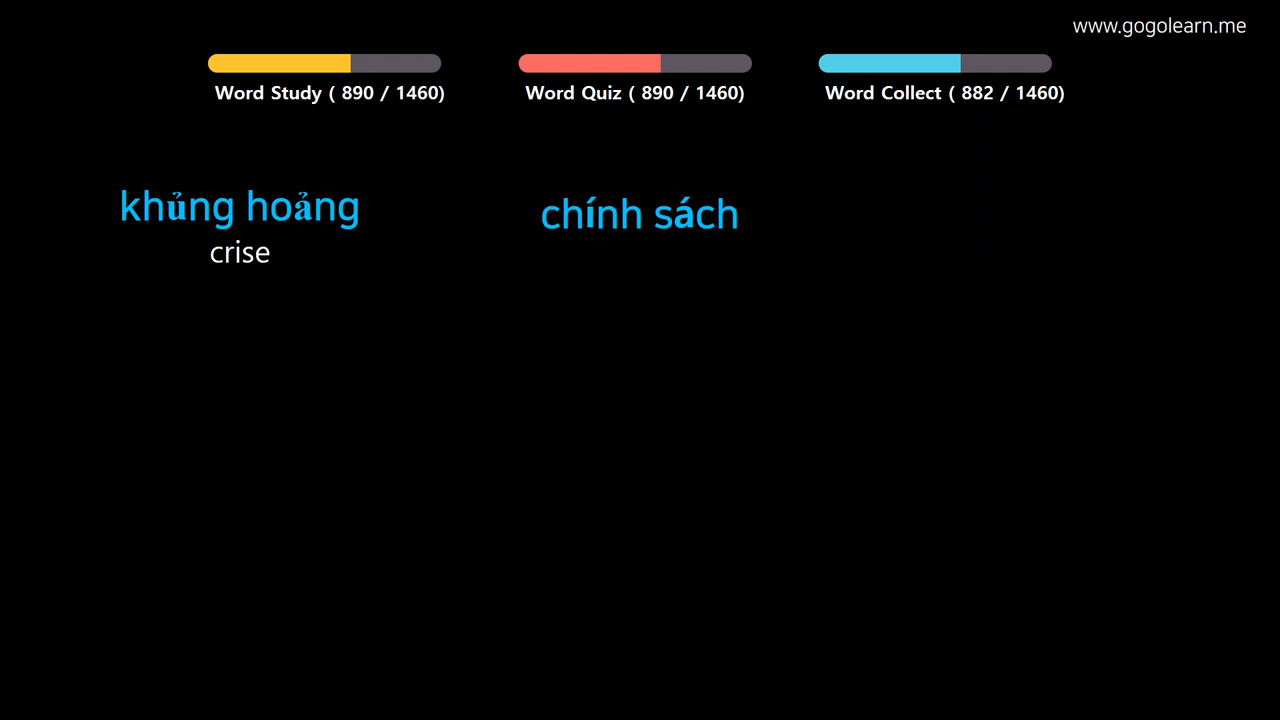 www.gogolearn.me
Word Study ( 890 / 1460)
Word Quiz ( 890 / 1460)
Word Collect ( 882 / 1460)
khủng hoảng
crise
chính sách